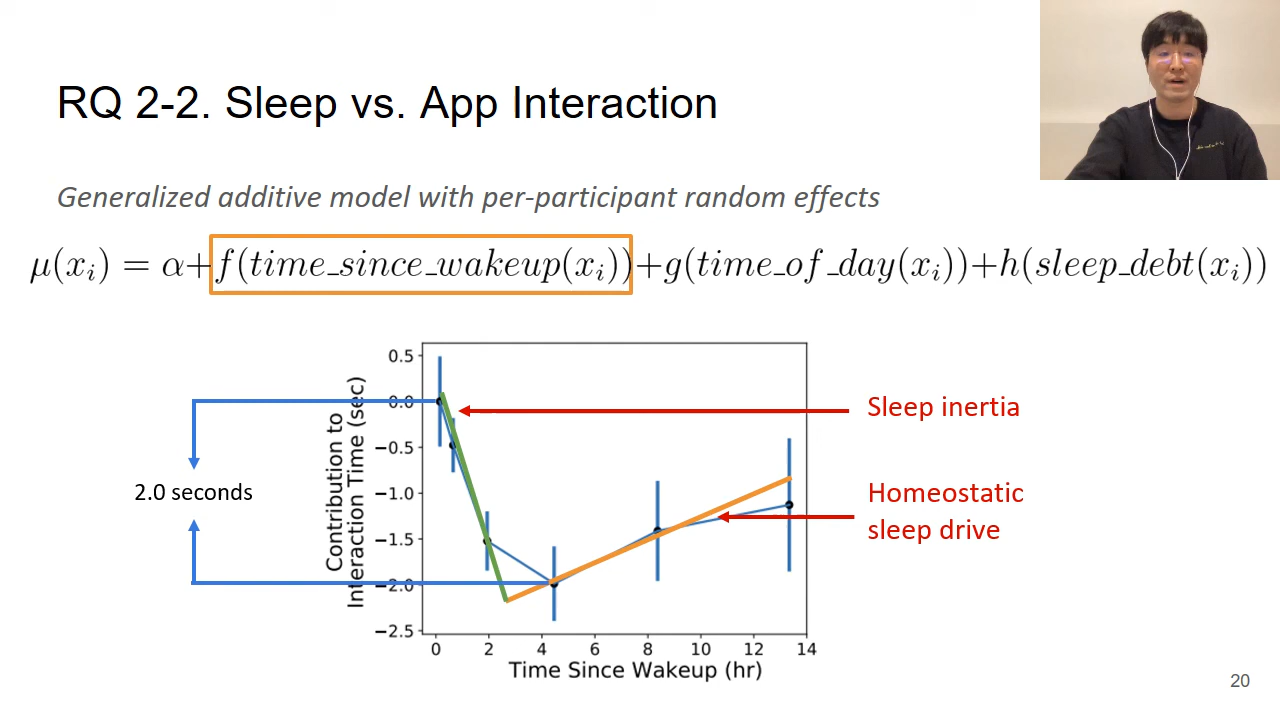 RQ 2-2. Sleep vs. App Interaction
Generalized additive model with per-participant random effects
μ(xᵢ) = α+f(time_since_wakeup(xᵢ))+g(time_of_day(xᵢ))+h(sleep_debt(xᵢ))
0.5
0.0
−0.5
−1.0
−1.5
−2.0
−2.5
Contribution to
Interaction Time (sec)
2.0 seconds
Sleep inertia
Homeostatic
sleep drive
0 2 4 6 8 10 12 14
Time Since Wakeup (hr)
20